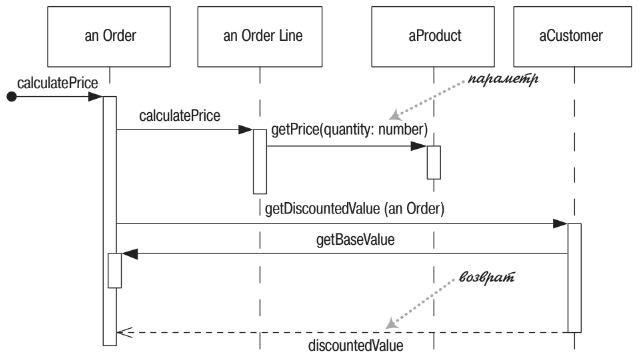 an Order
an Order Line
aProduct
aCustomer
calculatePrice
параметр
calculatePrice
getPrice(quantity: number)
getDiscountedValue (an Order)
getBaseValue
возврат
discountedValue